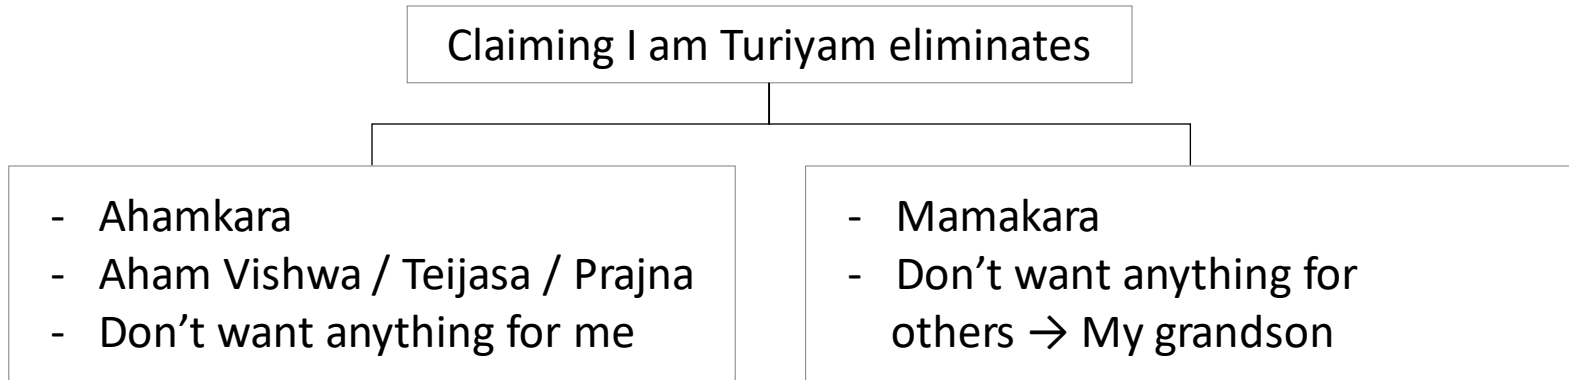 Claiming I am Turiyam eliminates
- Ahamkara
- Aham Vishwa / Teijasa / Prajna
- Don’t want anything for me
- Mamakara
- Don’t want anything for
others → My grandson